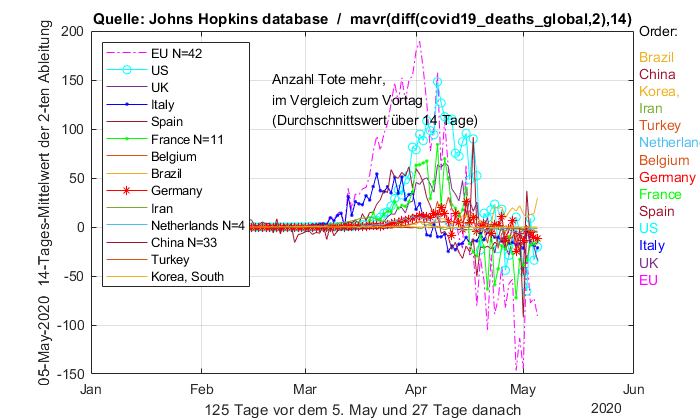 Quelle: Johns Hopkins database / mavr(diff(covid19_deaths_global,2),14)
Order:
200
150
100
50
0
-50
-100
-150
05-May-2020 14-Tages-Mittelwert der 2-ten Ableitung
EU N=42
US
UK
Italy
Spain
France N=11
Belgium
Brazil
Germany
Iran
Netherlands N=4
China N=33
Turkey
Korea, South
Anzahl Tote mehr,
im Vergleich zum Vortag
(Durchschnittswert über 14 Tage)
Brazil
China
Korea,
Iran
Turkey
Netherlan
Belgium
Germany
France
Spain
US
Italy
UK
EU
Jan Feb Mar Apr May Jun
2020
125 Tage vor dem 5. May und 27 Tage danach